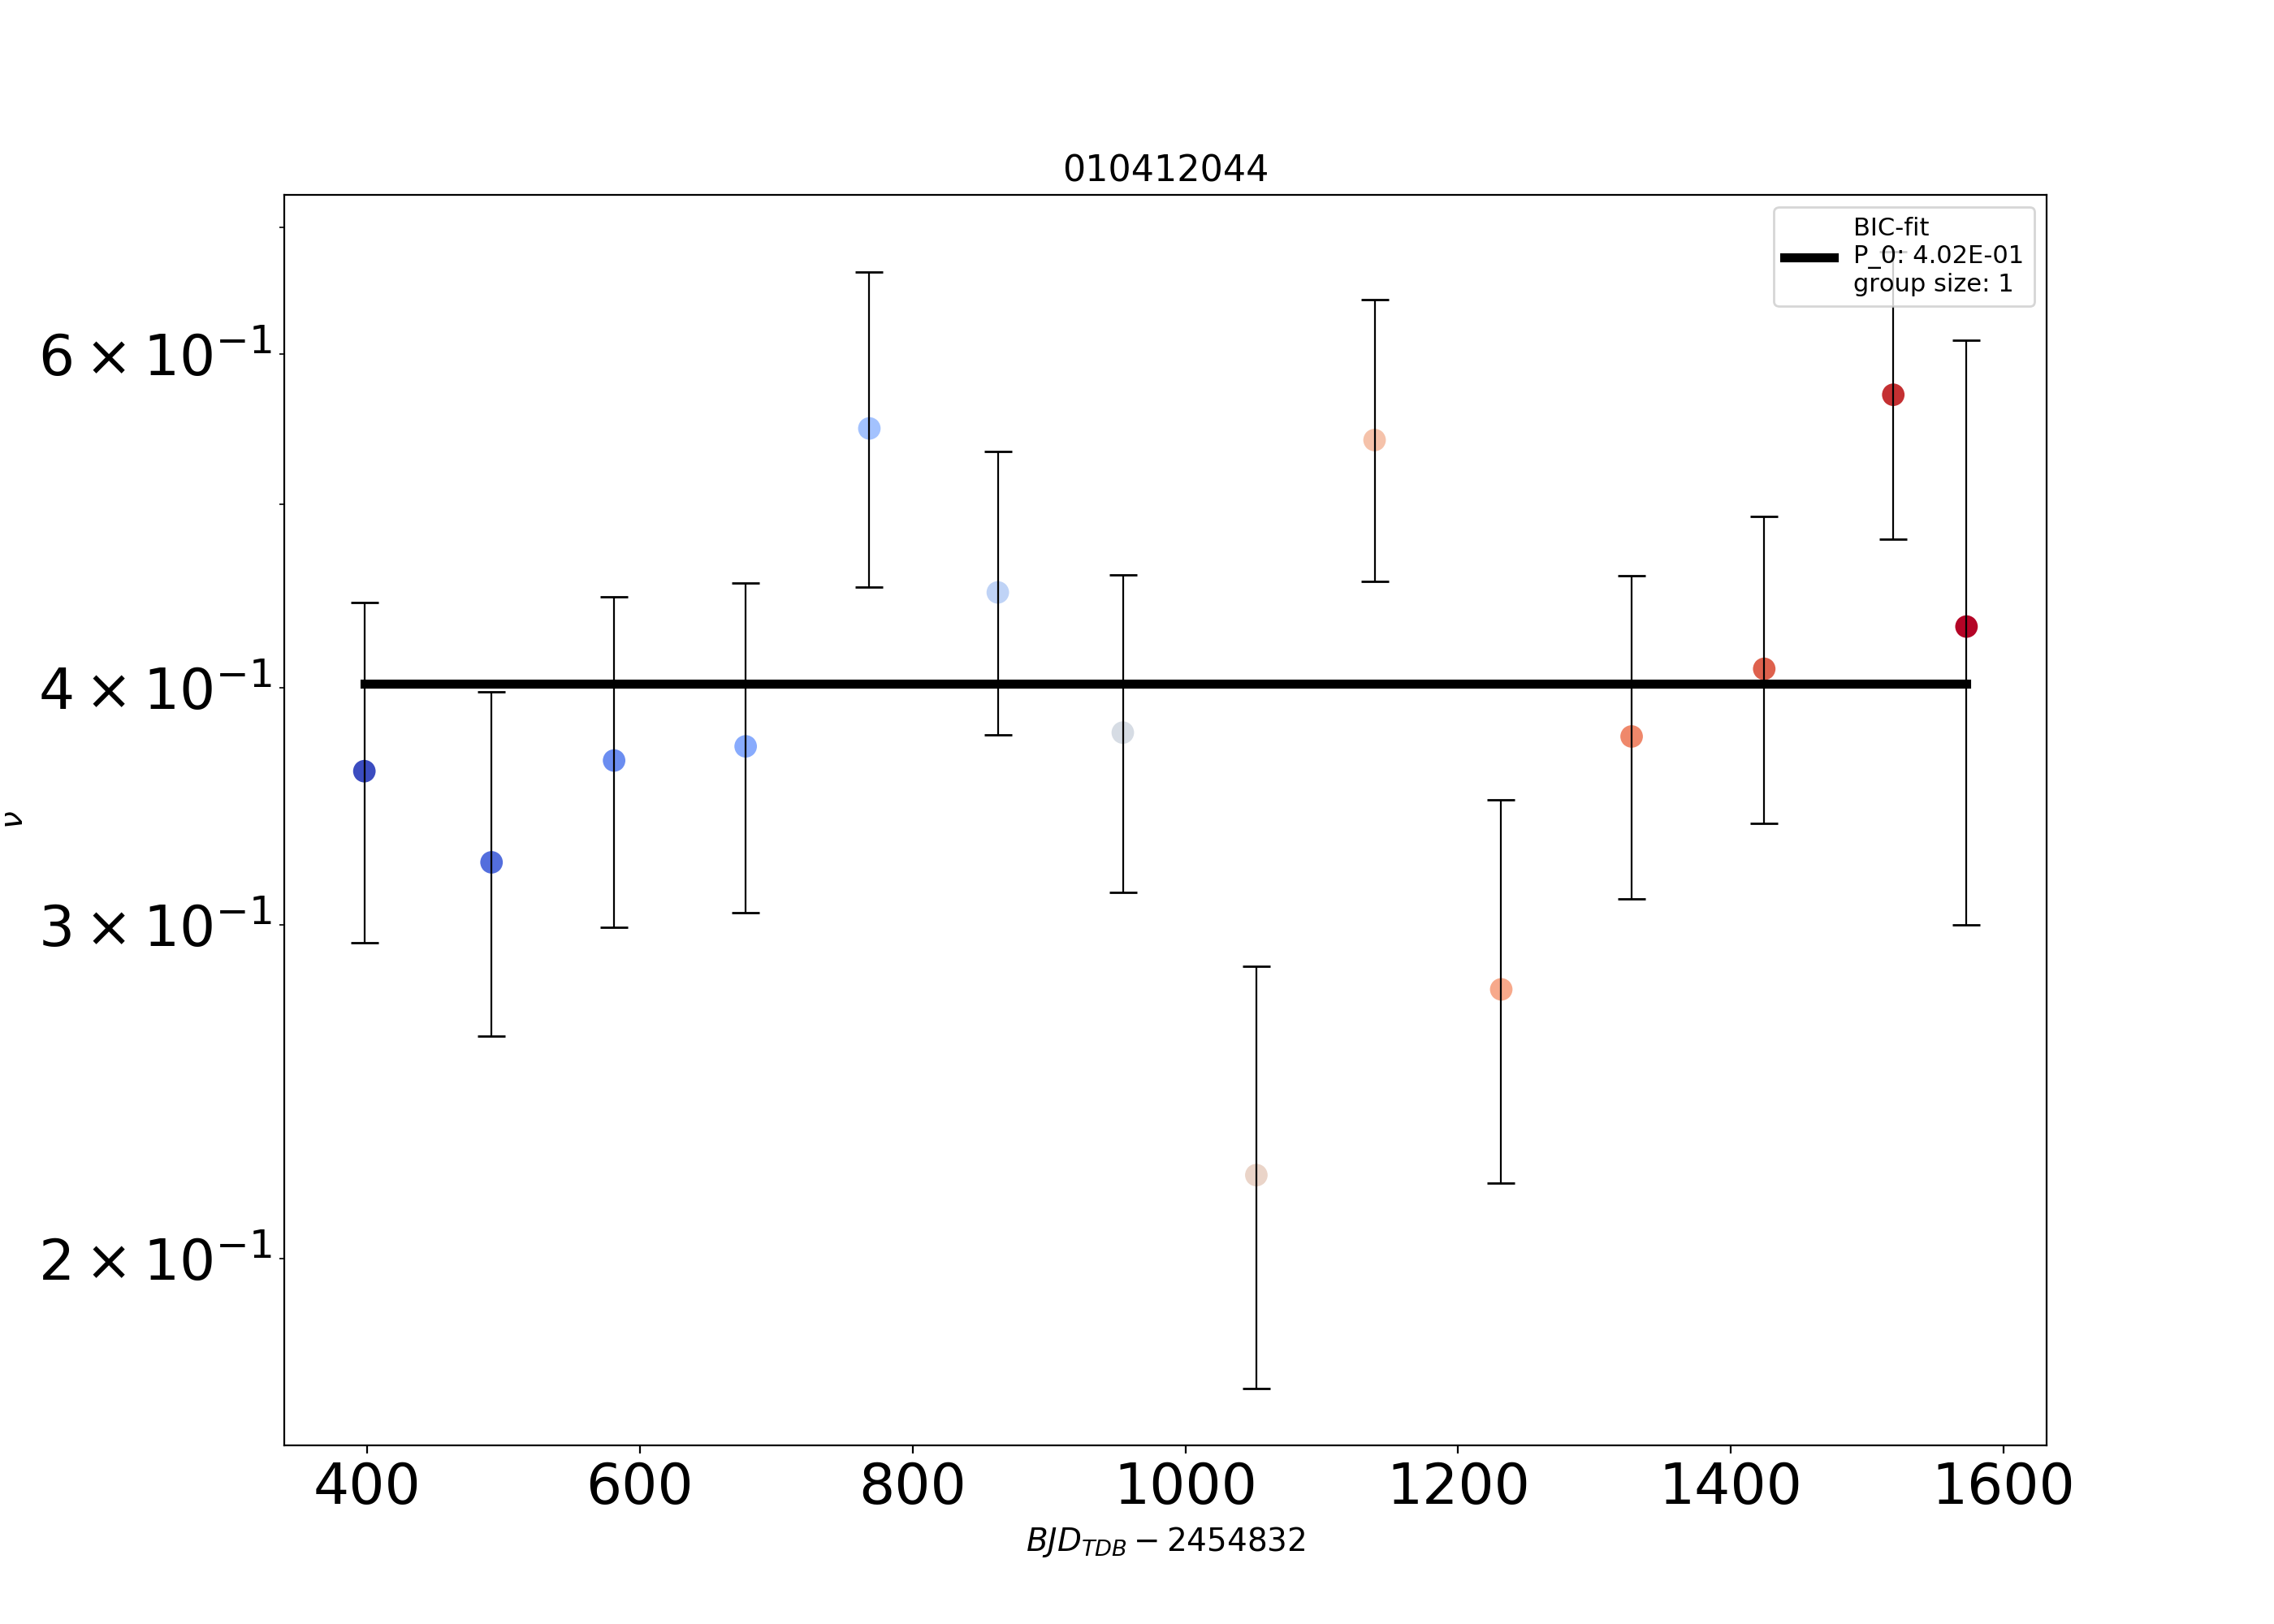 010412044
BIC-fit
P_0: 4.02E-01
group size: 1
6 × 10⁻¹
4 × 10⁻¹
3 × 10⁻¹
2 × 10⁻¹
ν
400 600 800 1000 1200 1400 1600
BJD_TDB − 2454832